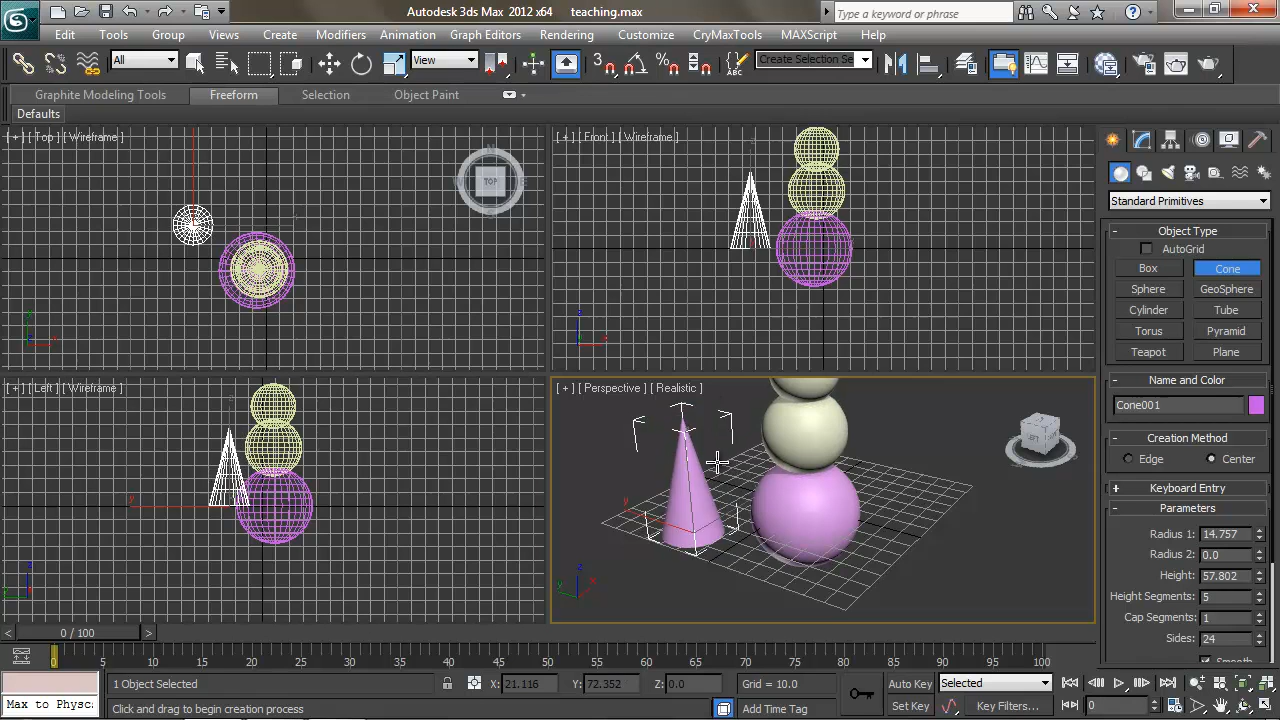 Autodesk 3ds Max 2012 x64 teaching.max
Type a keyword or phrase
Edit Tools Group Views Create Modifiers Animation Graph Editors Rendering Customize CryMaxTools MAXScript Help
All View Create Selection Se
Graphite Modeling Tools Freeform Selection Object Paint
Defaults
[ + ] [ Top ] [ Wireframe ]
[ + ] [ Front ] [ Wireframe ]
TOP
Standard Primitives
Object Type
AutoGrid
Box Cone
Sphere GeoSphere
Cylinder Tube
Torus Pyramid
Teapot Plane
[ + ] [ Left ] [ Wireframe ]
[ + ] [ Perspective ] [ Realistic ]
Name and Color
Cone001
Creation Method
Edge Center
Keyboard Entry
Parameters
Radius 1: 14.757
Radius 2: 0.0
Height: 57.802
Height Segments: 5
Cap Segments: 1
Sides: 24
Smooth
0 / 100
0 5 10 15 20 25 30 35 40 45 50 55 60 65 70 75 80 85 90 95 100
1 Object Selected X: 21.116 Y: 72.352 Z: 0.0 Grid = 10.0 Auto Key Selected
Max to Physc: Click and drag to begin creation process Add Time Tag Set Key Key Filters... 0